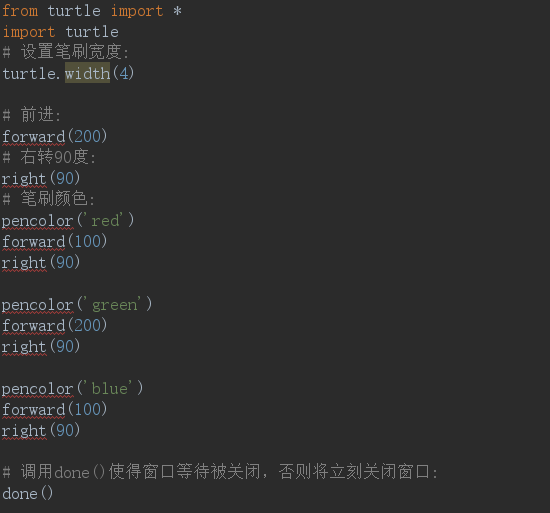 from turtle import *
import turtle
# 设置笔刷宽度:
turtle.width(4)
# 前进:
forward(200)
# 右转90度:
right(90)
# 笔刷颜色:
pencolor('red')
forward(100)
right(90)
pencolor('green')
forward(200)
right(90)
pencolor('blue')
forward(100)
right(90)
# 调用done()使得窗口等待被关闭，否则将立刻关闭窗口:
done()